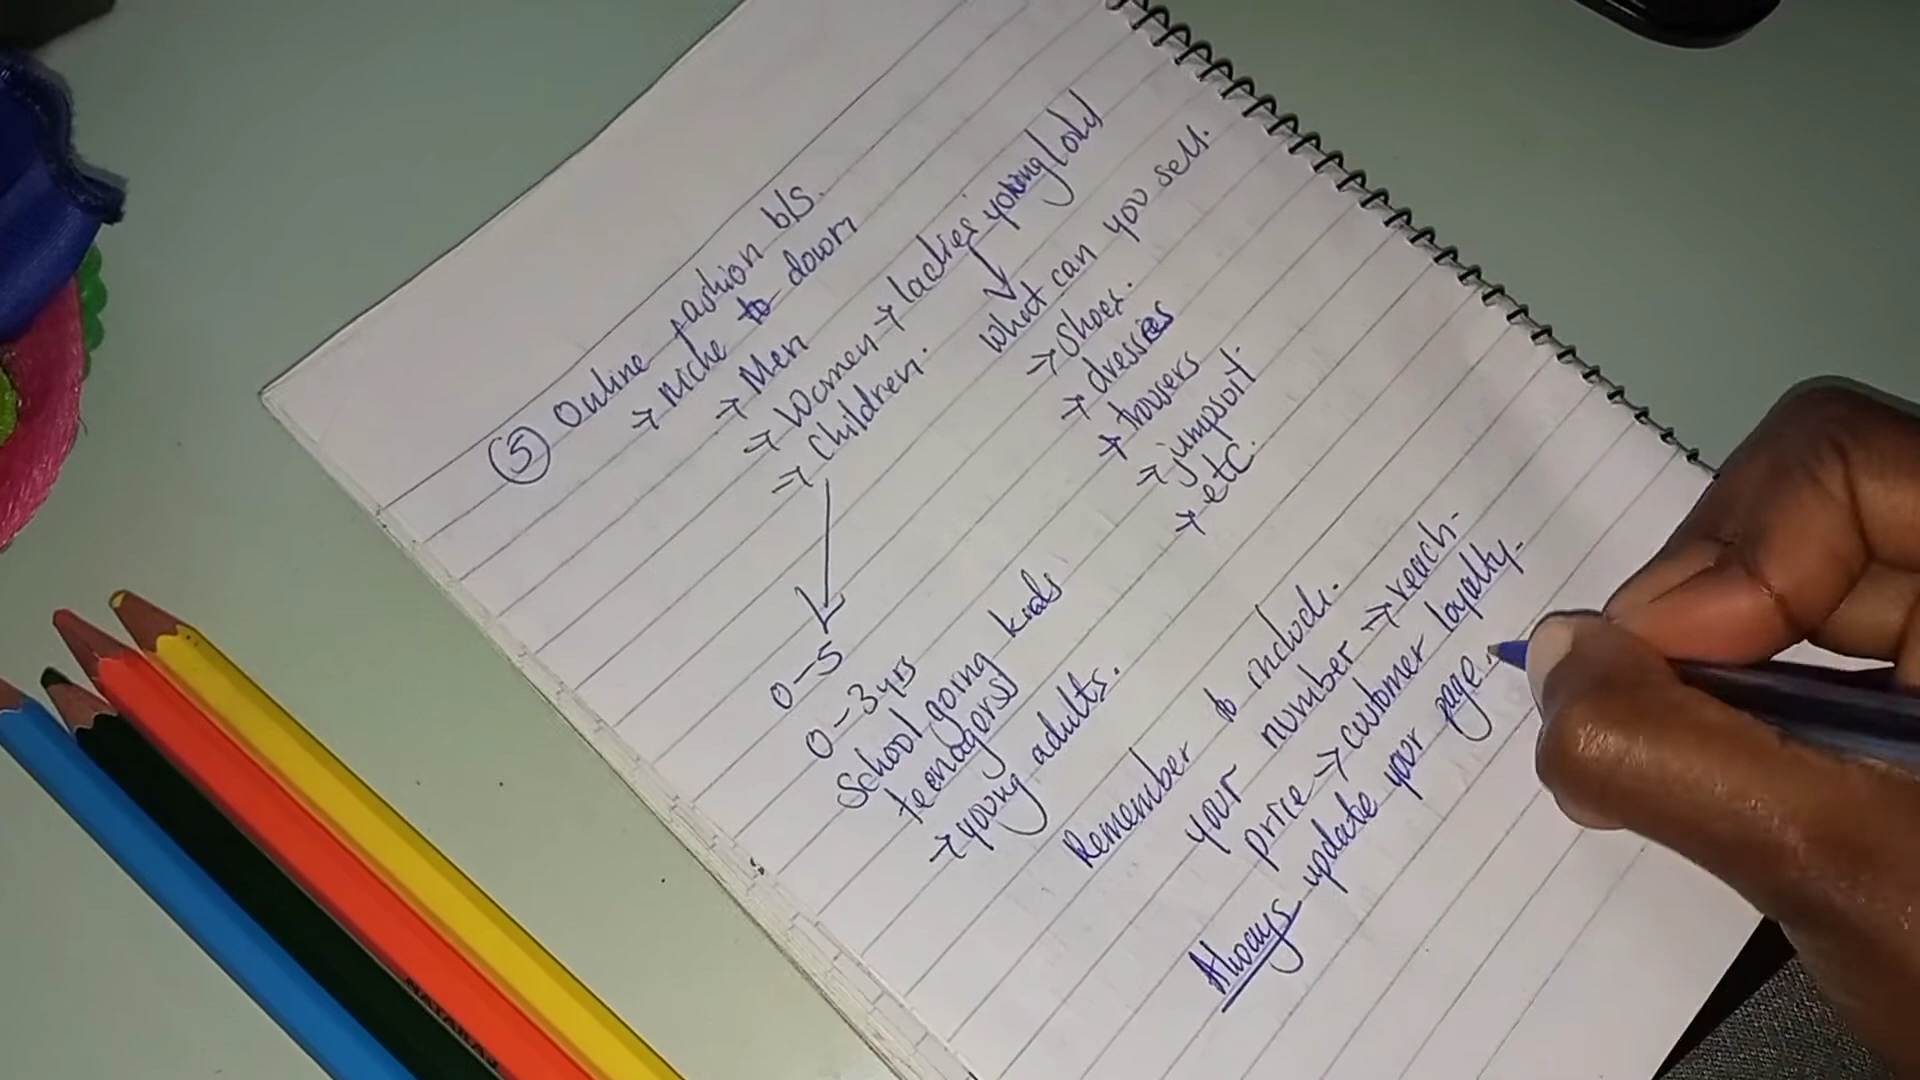 (5) Online fashion b/s.
→ niche to down
→ Men
→ Women → ladies young/old
→ Children.
What can you sell.
→ Shoes.
→ dresses
→ trousers
→ jumpsuit.
→ etc.
0-5
0-3yrs
School going kids
teenagers
→ young adults.
Remember to include.
your number → reach.
price → customer loyalty.
Always update your page.